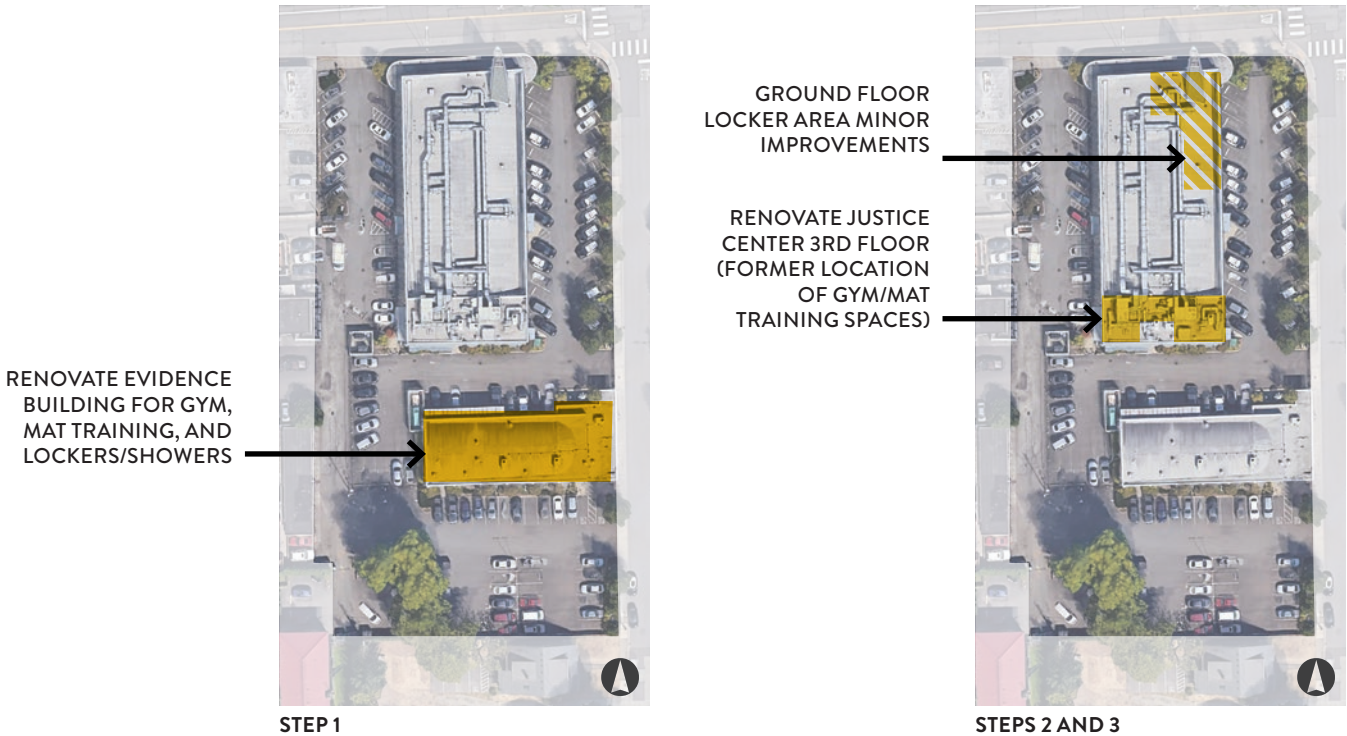 RENOVATE EVIDENCE
BUILDING FOR GYM,
MAT TRAINING, AND
LOCKERS/SHOWERS
STEP 1
GROUND FLOOR
LOCKER AREA MINOR
IMPROVEMENTS
RENOVATE JUSTICE
CENTER 3RD FLOOR
(FORMER LOCATION
OF GYM/MAT
TRAINING SPACES)
STEPS 2 AND 3